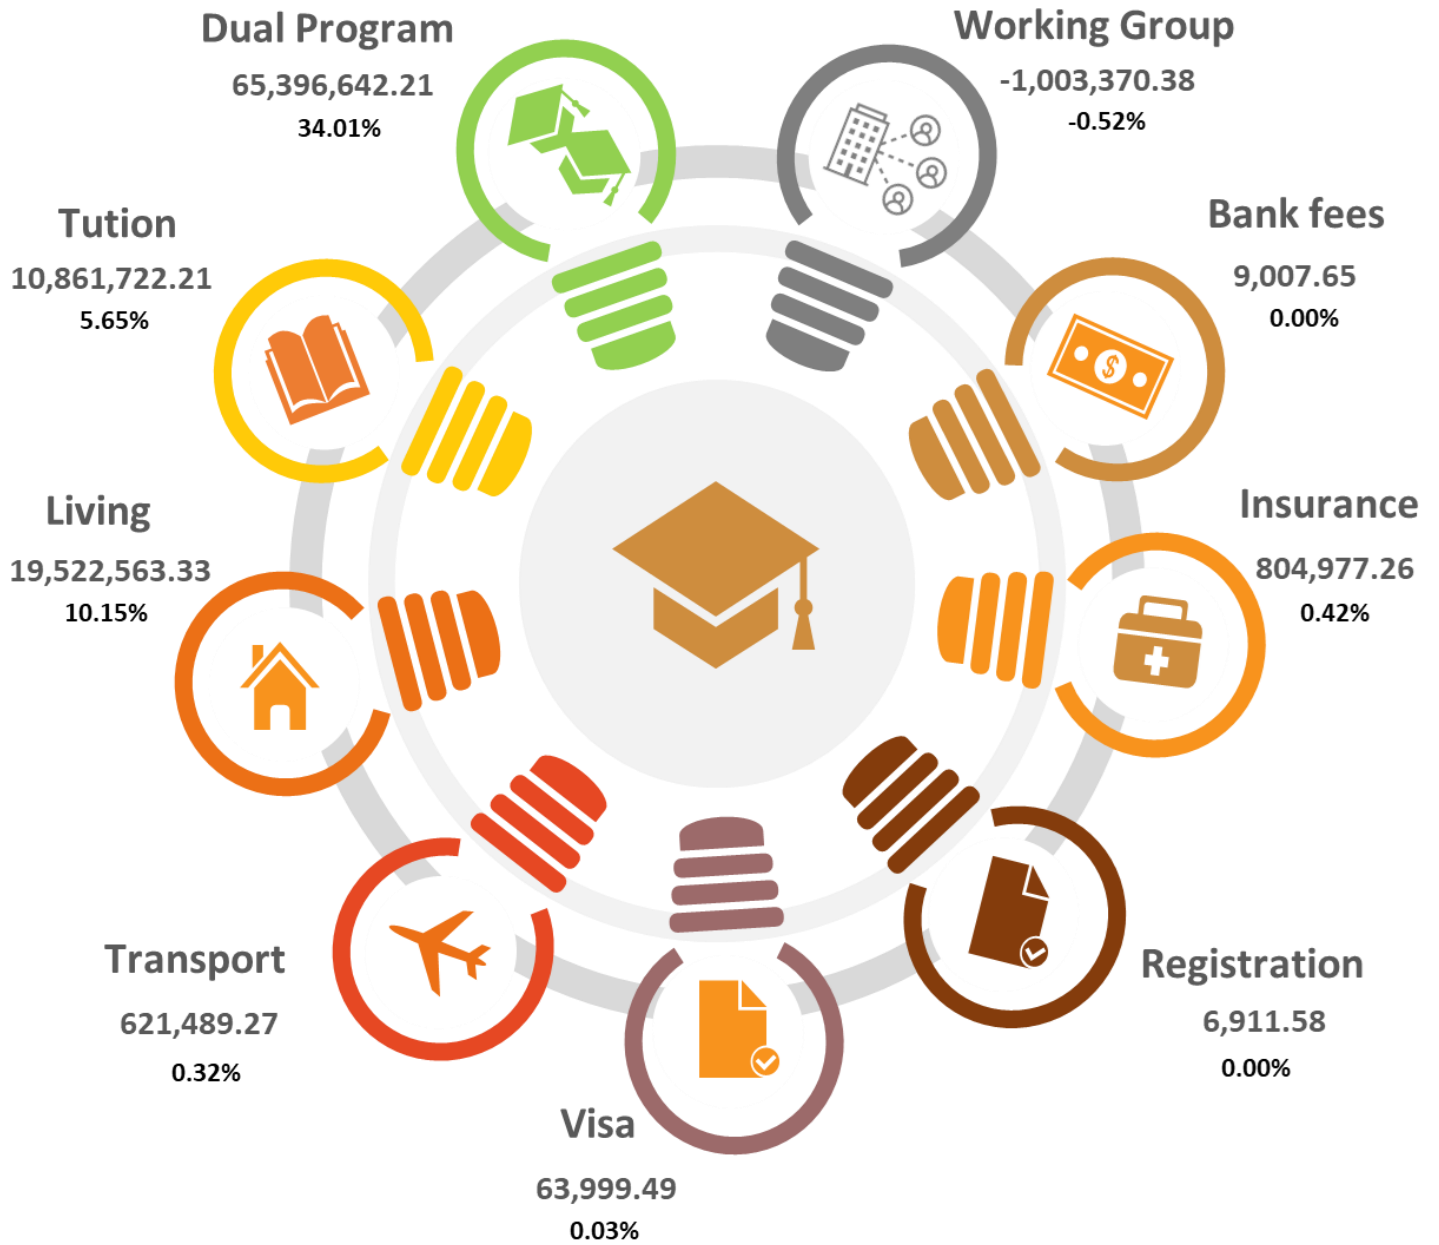 Dual Program
65,396,642.21
34.01%
Working Group
-1,003,370.38
-0.52%
Tution
10,861,722.21
5.65%
Bank fees
9,007.65
0.00%
Living
19,522,563.33
10.15%
Insurance
804,977.26
0.42%
Transport
621,489.27
0.32%
Registration
6,911.58
0.00%
Visa
63,999.49
0.03%
$